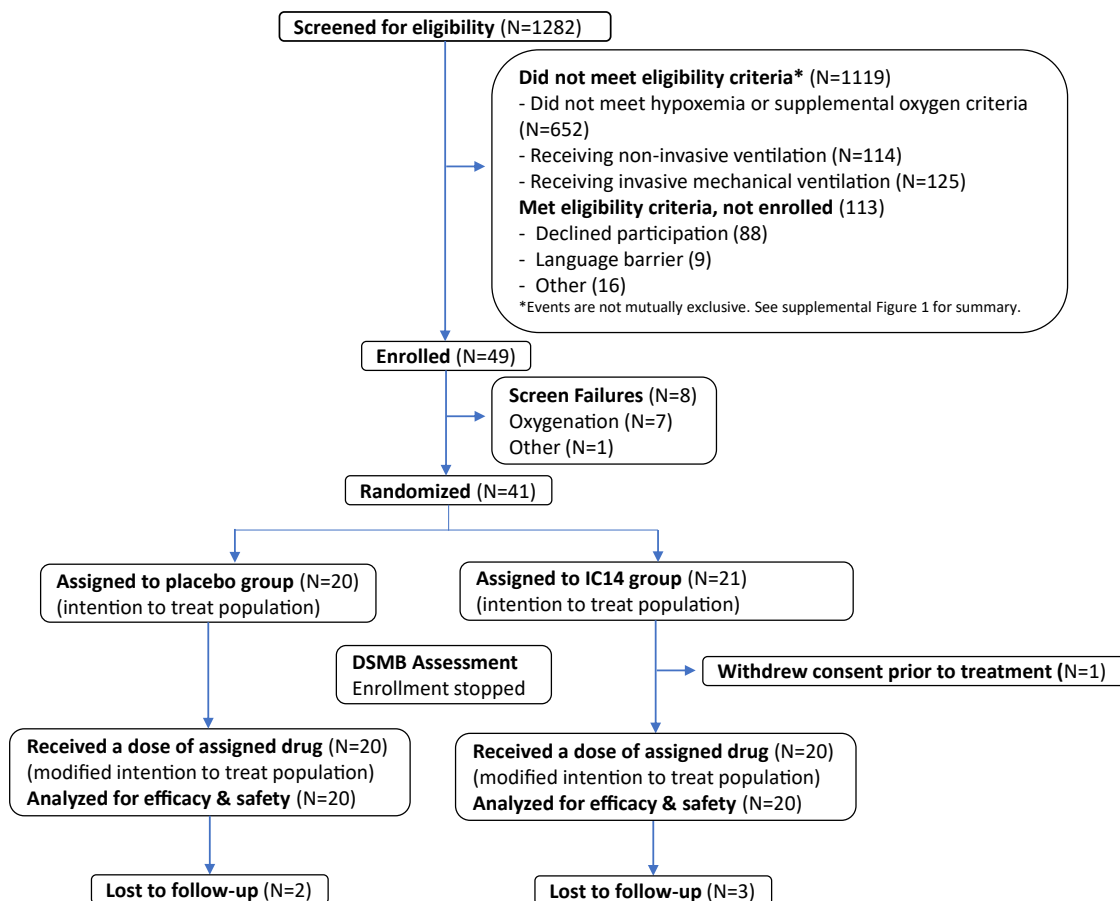 Screened for eligibility (N=1282)
Did not meet eligibility criteria* (N=1119)
- Did not meet hypoxemia or supplemental oxygen criteria
(N=652)
- Receiving non-invasive ventilation (N=114)
- Receiving invasive mechanical ventilation (N=125)
Met eligibility criteria, not enrolled (113)
- Declined participation (88)
- Language barrier (9)
- Other (16)
*Events are not mutually exclusive. See supplemental Figure 1 for summary.
Enrolled (N=49)
Screen Failures (N=8)
Oxygenation (N=7)
Other (N=1)
Randomized (N=41)
Assigned to placebo group (N=20)
(intention to treat population)
Assigned to IC14 group (N=21)
(intention to treat population)
DSMB Assessment
Enrollment stopped
Withdrew consent prior to treatment (N=1)
Received a dose of assigned drug (N=20)
(modified intention to treat population)
Analyzed for efficacy & safety (N=20)
Received a dose of assigned drug (N=20)
(modified intention to treat population)
Analyzed for efficacy & safety (N=20)
Lost to follow-up (N=2)
Lost to follow-up (N=3)